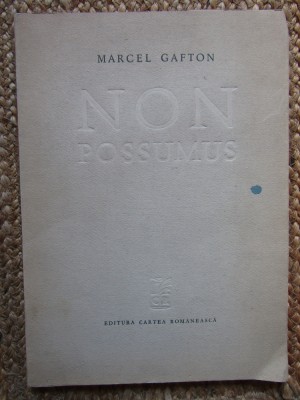 MARCEL GAFTON
NON
POSSUMUS
EDITURA CARTEA ROMÂNEASCĂ